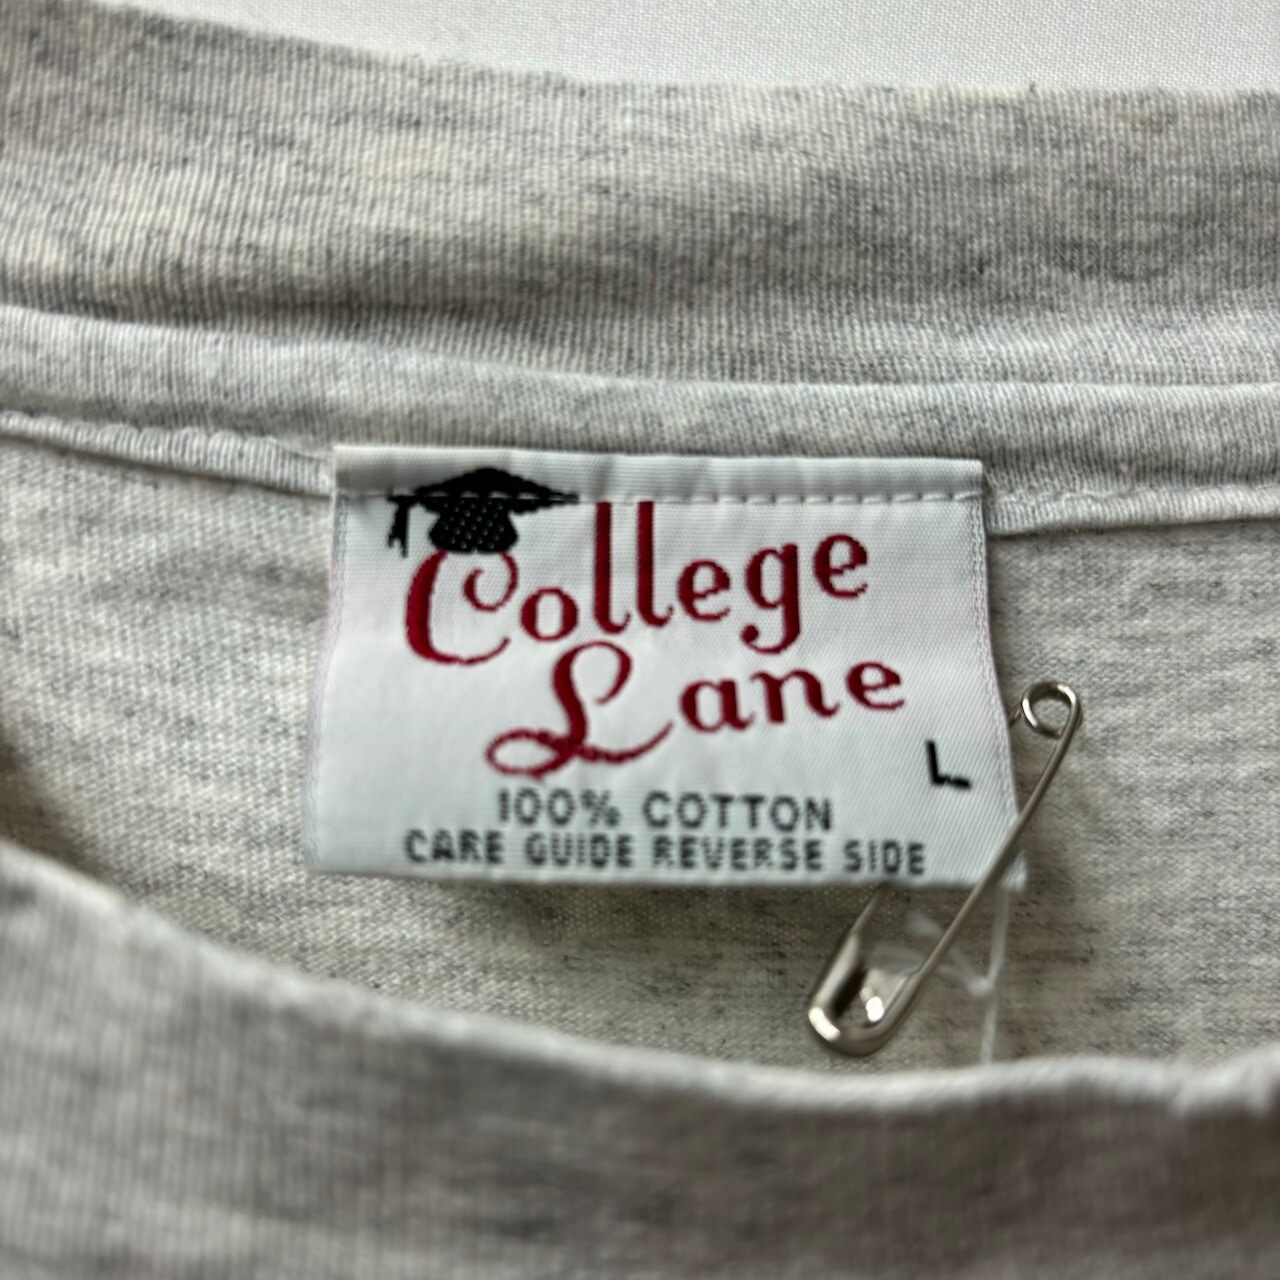 College
Lane
L
100% COTTON
CARE GUIDE REVERSE SIDE